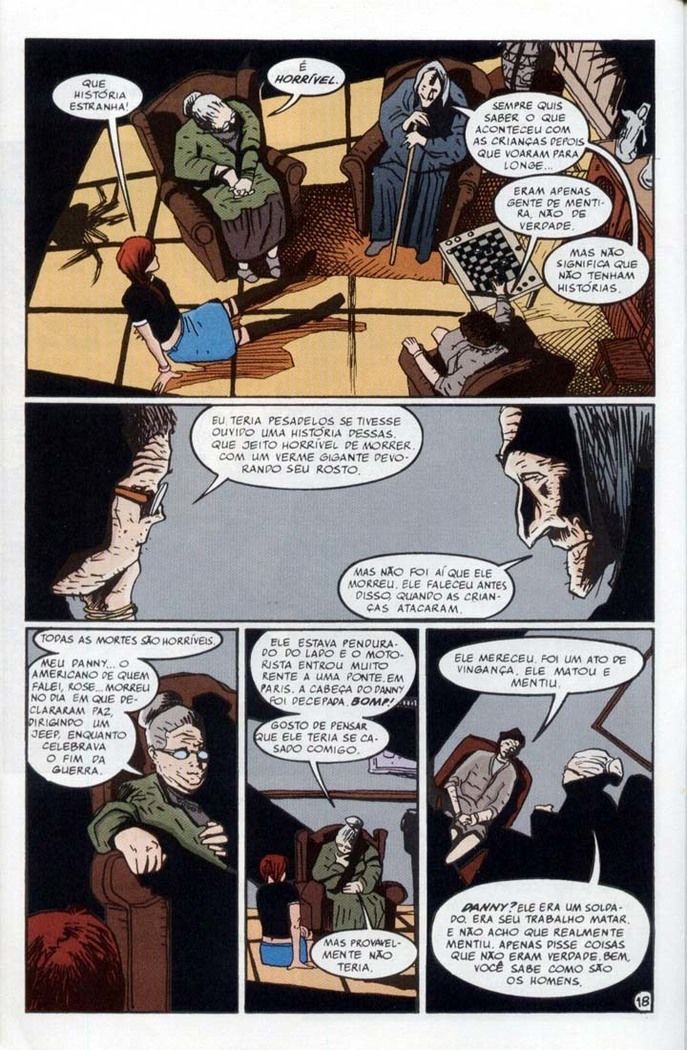 QUE
HISTÓRIA
ESTRANHA!
É
HORRÍVEL.
SEMPRE QUIS
SABER O QUE
ACONTECEU COM
AS CRIANÇAS DEPOIS
QUE VOARAM PARA
LONGE...
ERAM APENAS
GENTE DE MENTI-
RA, NÃO DE
VERDADE.
MAS NÃO
SIGNIFICA QUE
NÃO TENHAM
HISTÓRIAS.
EU TERIA PESADELOS SE TIVESSE
OUVIDO UMA HISTÓRIA DESSAS.
QUE JEITO HORRÍVEL DE MORRER,
COM UM VERME GIGANTE DEVO-
RANDO SEU ROSTO.
MAS NÃO FOI AÍ QUE ELE
MORREU. ELE FALECEU ANTES
DISSO, QUANDO AS CRIAN-
ÇAS ATACARAM.
TODAS AS MORTES SÃO HORRÍVEIS.
MEU DANNY... O
AMERICANO DE QUEM
FALEI, ROSE... MORREU
NO DIA EM QUE DE-
CLARARAM PAZ,
DIRIGINDO UM
JEEP, ENQUANTO
CELEBRAVA
O FIM DA
GUERRA.
ELE ESTAVA PENDURA-
DO DO LADO E O MOTO-
RISTA ENTROU MUITO
RENTE A UMA PONTE, EM
PARIS. A CABEÇA DO DANNY
FOI DECEPADA. BOMP!
GOSTO DE PENSAR
QUE ELE TERIA SE CA-
SADO COMIGO.
MAS PROVAVEL-
MENTE NÃO
TERIA.
ELE MERECEU. FOI UM ATO DE
VINGANÇA. ELE MATOU E
MENTIU.
DANNY? ELE ERA UM SOLDA-
DO. ERA SEU TRABALHO MATAR.
E NÃO ACHO QUE REALMENTE
MENTIU. APENAS DISSE COISAS
QUE NÃO ERAM VERDADE. BEM,
VOCÊ SABE COMO SÃO
OS HOMENS.
18